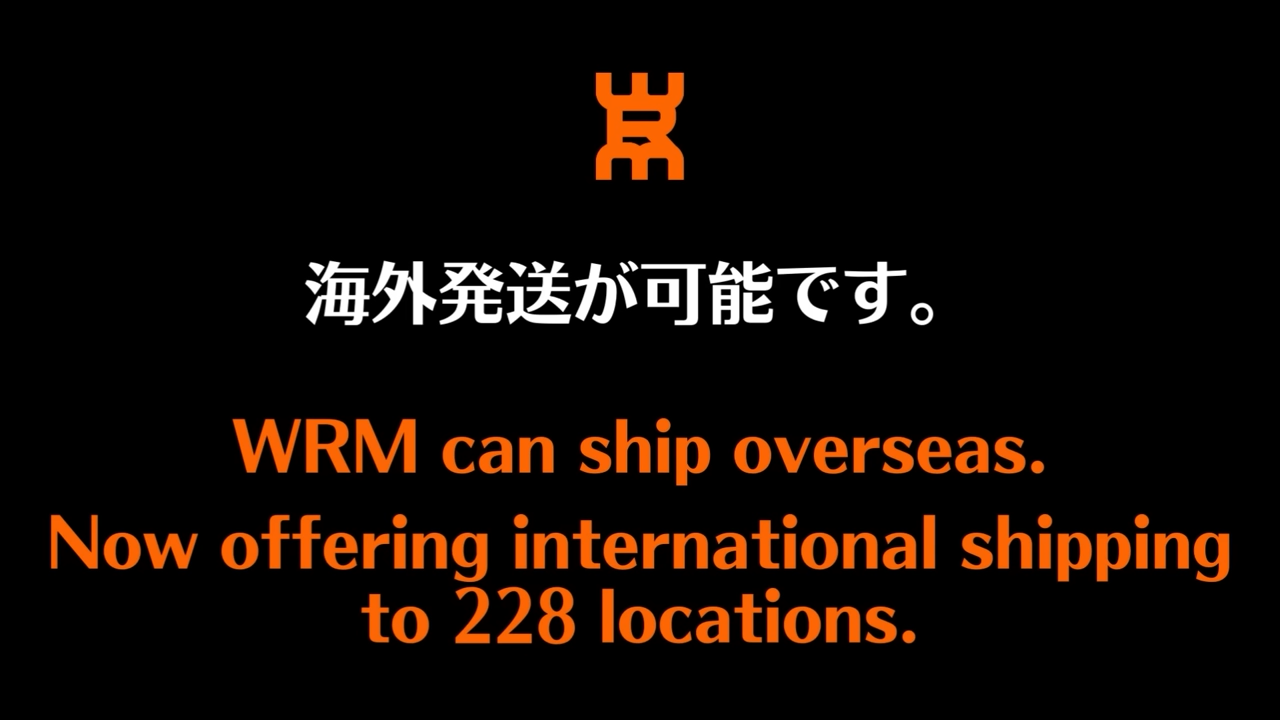 海外発送が可能です。
WRM can ship overseas.
Now offering international shipping
to 228 locations.